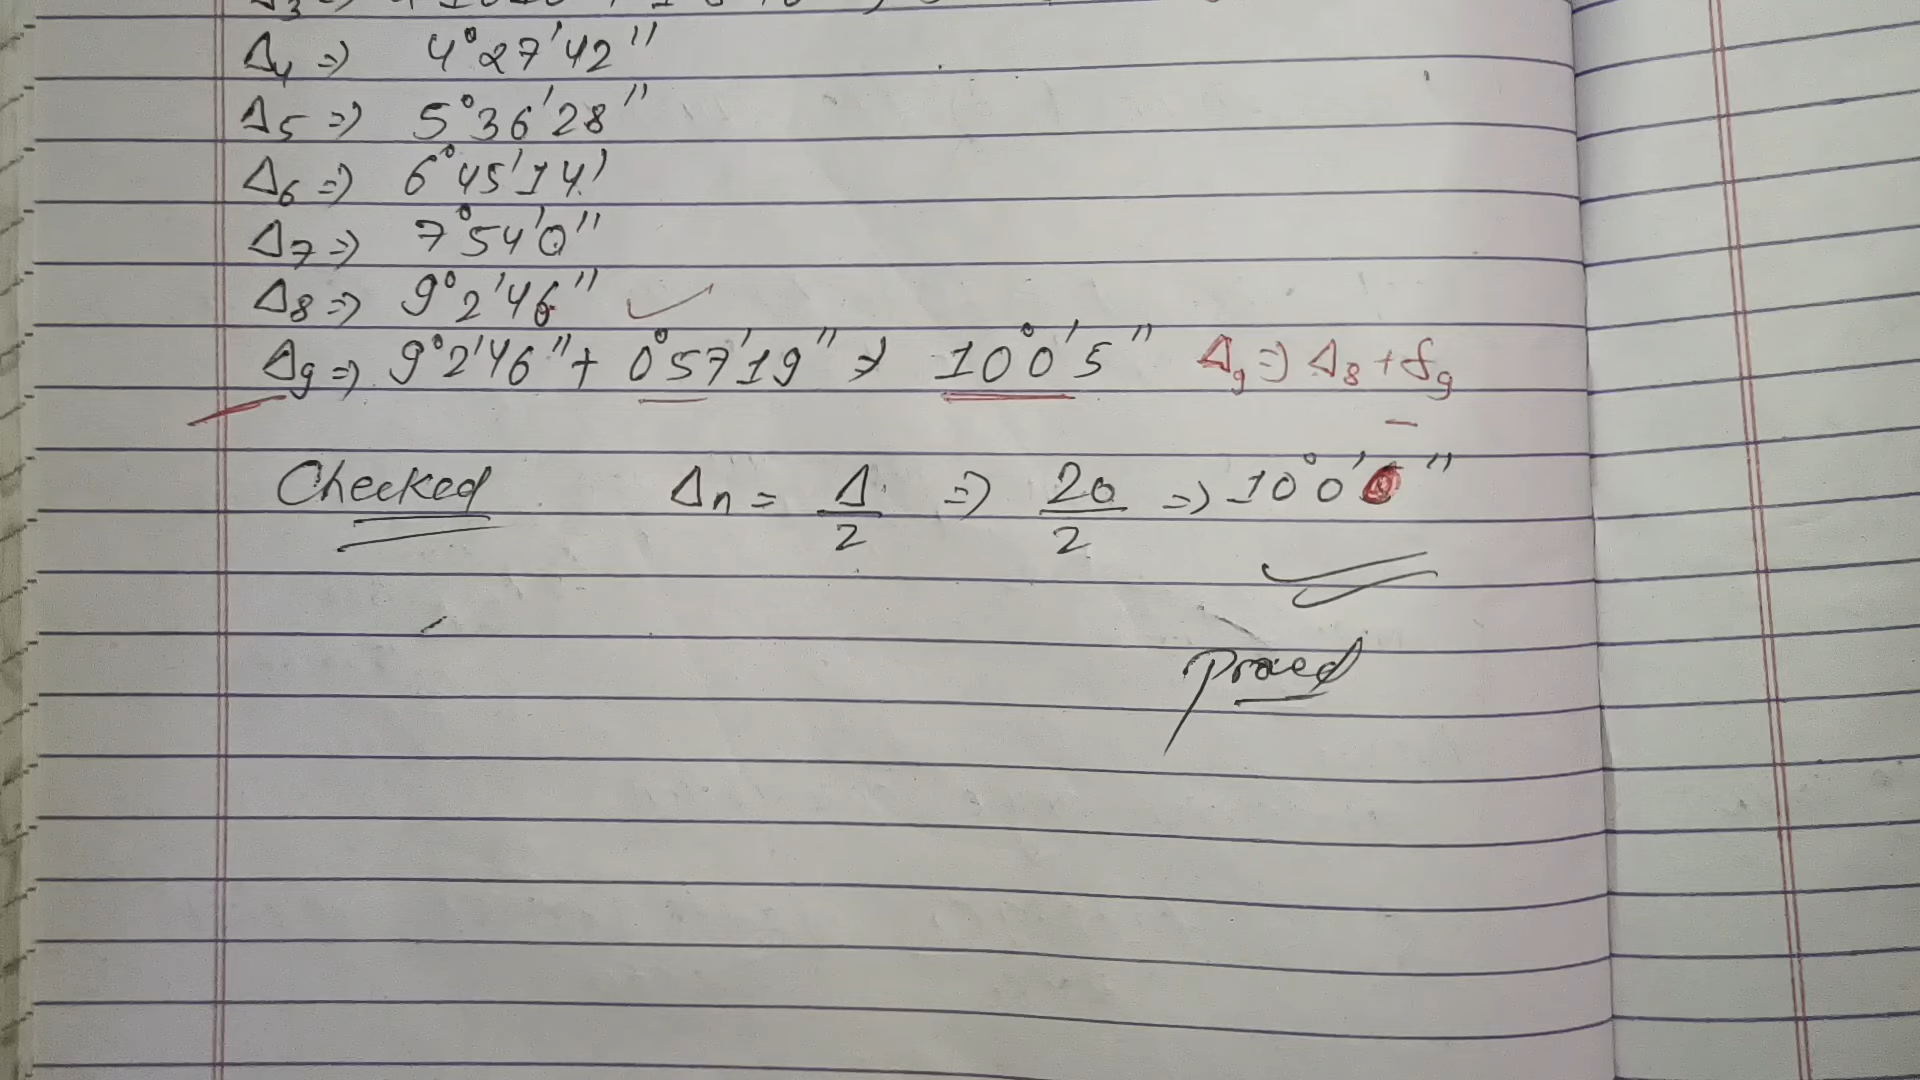 Δ4 ⇒ 4°27'42"
Δ5 ⇒ 5°36'28"
Δ6 ⇒ 6°45'14'
Δ7 ⇒ 7°54'0"
Δ8 ⇒ 9°2'46"
Δ9 ⇒ 9°2'46" + 0°57'19" ⇒ 10°0'5" Δ9 ⇒ Δ8 + δ9
Checked Δn = Δ/2 ⇒ 20/2 ⇒ 10°0'0"
Proved